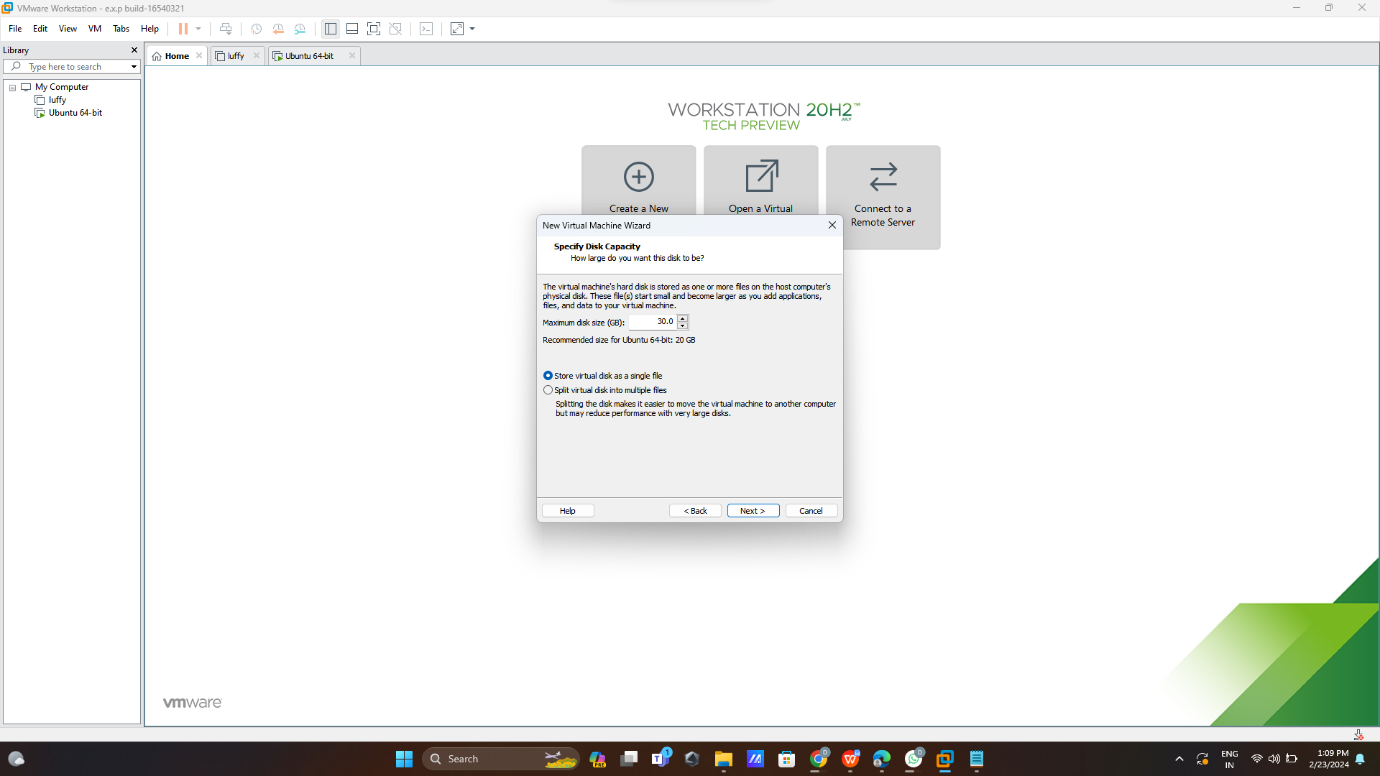 VMware Workstation - e.x.p build-16540321
File Edit View VM Tabs Help
Library
Home
luffy
Ubuntu 64-bit
Type here to search
My Computer
luffy
Ubuntu 64-bit
WORKSTATION 20H2™
JULY
TECH PREVIEW
Create a New
Open a Virtual
Connect to a
Remote Server
New Virtual Machine Wizard
Specify Disk Capacity
How large do you want this disk to be?
The virtual machine's hard disk is stored as one or more files on the host computer's
physical disk. These file(s) start small and become larger as you add applications,
files, and data to your virtual machine.
Maximum disk size (GB): 30.0
Recommended size for Ubuntu 64-bit: 20 GB
Store virtual disk as a single file
Split virtual disk into multiple files
Splitting the disk makes it easier to move the virtual machine to another computer
but may reduce performance with very large disks.
Help
< Back
Next >
Cancel
vmware
Search
PRE
1
0
0
ENG
IN
1:09 PM
2/23/2024